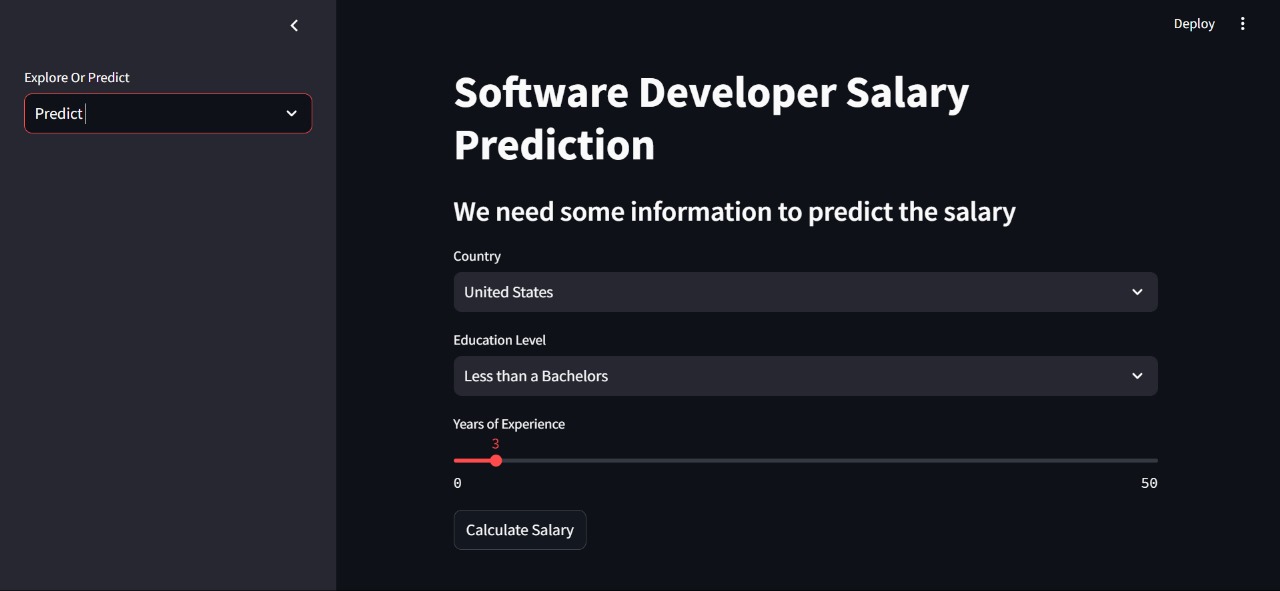 Explore Or Predict
Predict
Deploy
Software Developer Salary
Prediction
We need some information to predict the salary
Country
United States
Education Level
Less than a Bachelors
Years of Experience
3
0 50
Calculate Salary